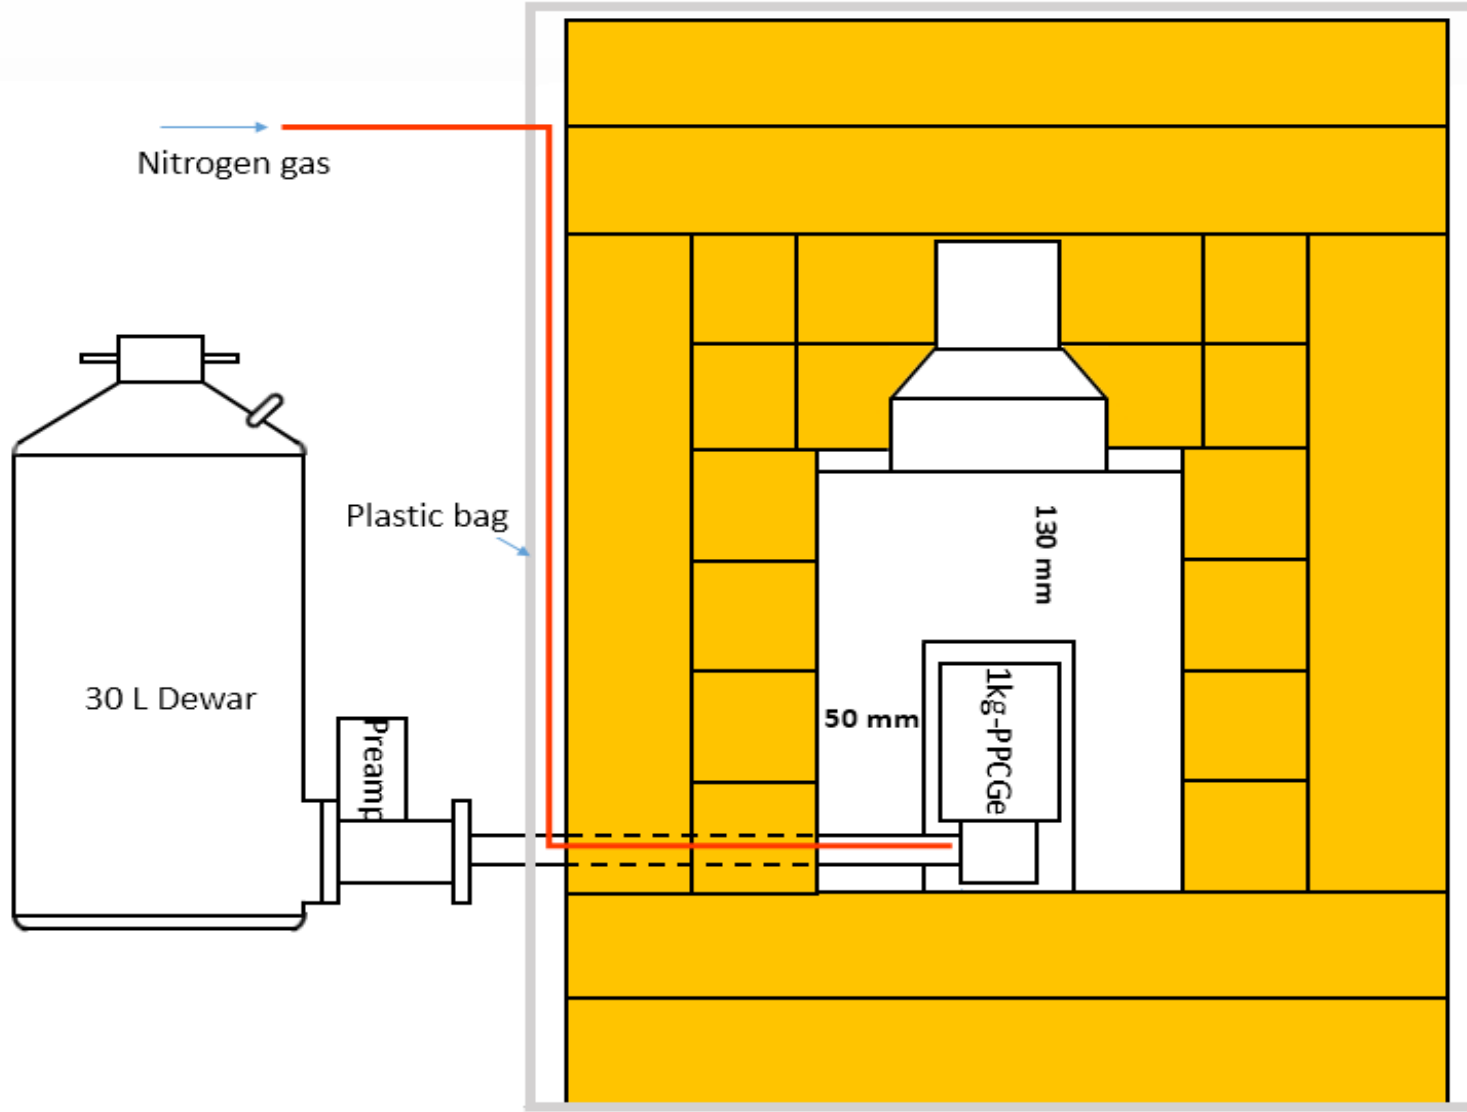 Nitrogen gas
Plastic bag
130 mm
30 L Dewar
Preamp
50 mm
1kg-PPCGe